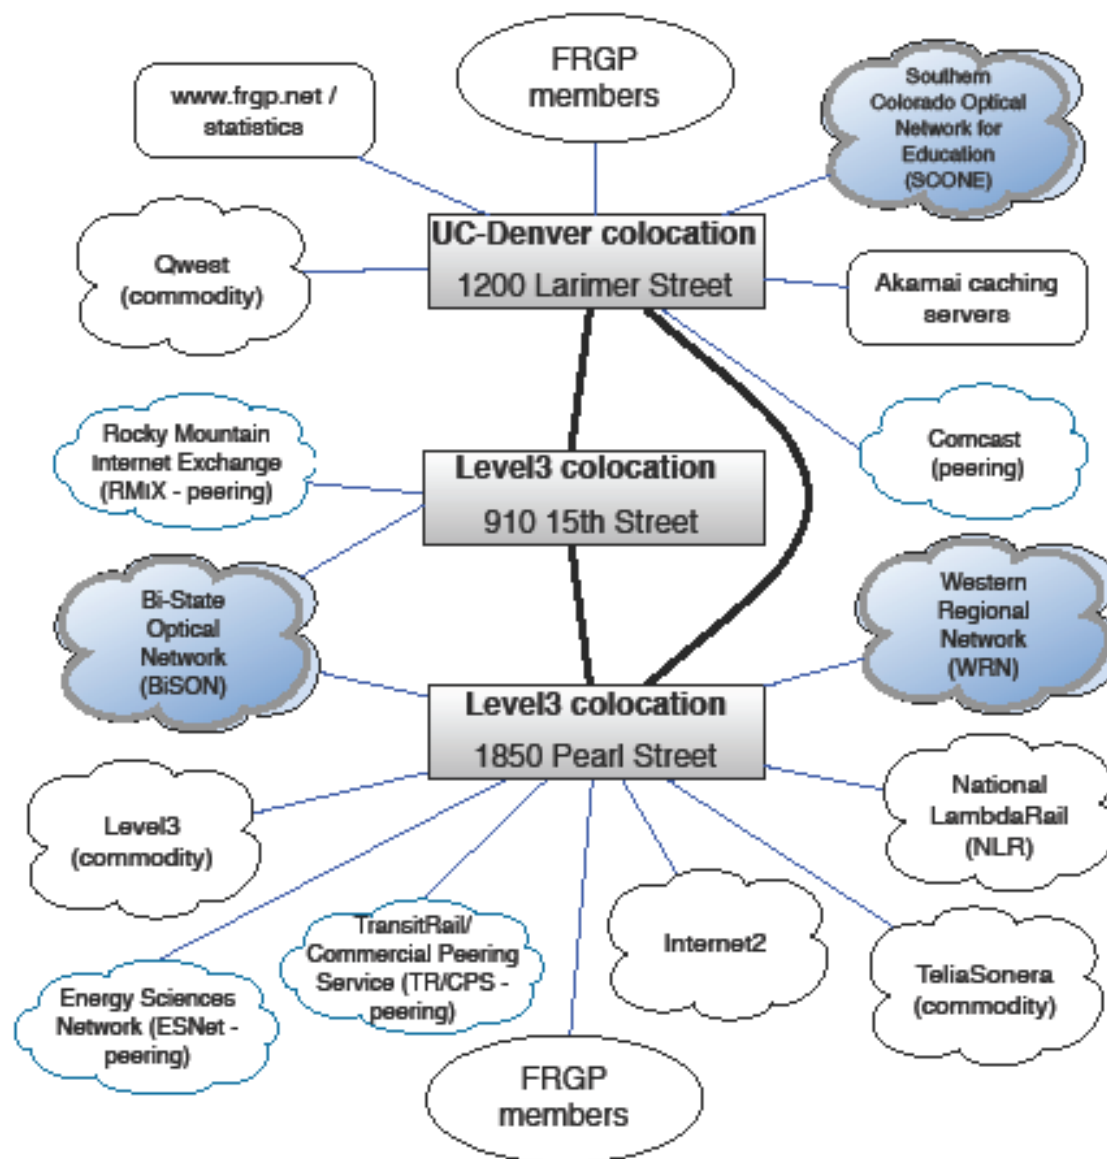 FRGP
members
www.frgp.net /
statistics
Southern
Colorado Optical
Network for
Education
(SCONE)
UC-Denver colocation
1200 Larimer Street
Qwest
(commodity)
Akamai caching
servers
Rocky Mountain
Internet Exchange
(RMIX - peering)
Level3 colocation
910 15th Street
Comcast
(peering)
Bi-State
Optical
Network
(BiSON)
Western
Regional
Network
(WRN)
Level3 colocation
1850 Pearl Street
Level3
(commodity)
National
LambdaRail
(NLR)
TransitRail/
Commercial Peering
Service (TR/CPS -
peering)
Internet2
TeliaSonera
(commodity)
Energy Sciences
Network (ESNet -
peering)
FRGP
members